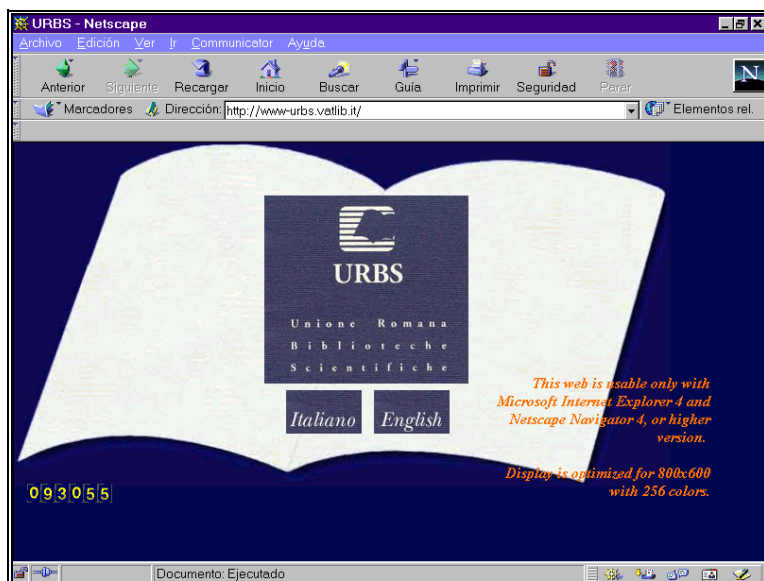 URBS - Netscape
Archivo Edición Ver Ir Communicator Ayuda
Anterior Siguiente Recargar Inicio Buscar Guía Imprimir Seguridad Parar
N
Marcadores Dirección: http://www-urbs.vatlib.it/ Elementos rel.
URBS
Unione Romana
Biblioteche
Scientifiche
Italiano English
This web is usable only with
Microsoft Internet Explorer 4 and
Netscape Navigator 4, or higher
version.
Display is optimized for 800x600
with 256 colors.
093055
Documento: Ejecutado